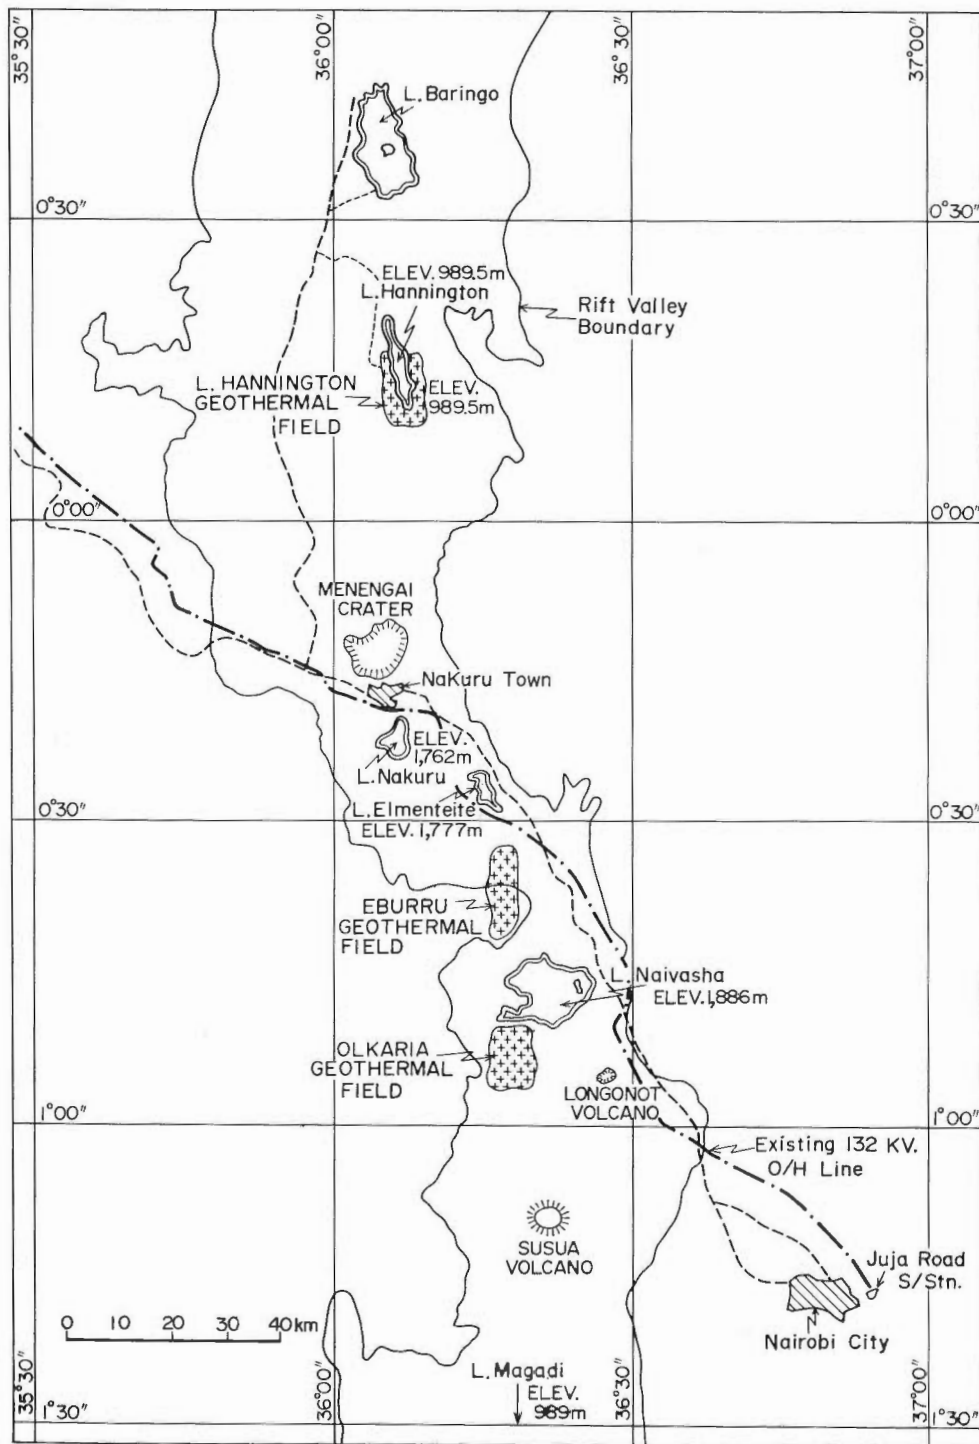 35°30"
36°00"
36°30"
37°00"
L. Baringo
0°30"
0°30"
ELEV. 989.5m
L. Hannington
Rift Valley
Boundary
L. HANNINGTON
GEOTHERMAL
FIELD
ELEV.
989.5m
0°00"
0°00"
MENENGAI
CRATER
NaKuru Town
ELEV.
1,762m
L. Nakuru
L. Elmenteite
ELEV. 1,777m
0°30"
0°30"
EBURRU
GEOTHERMAL
FIELD
L. Naivasha
ELEV. 1,886m
OLKARIA
GEOTHERMAL
FIELD
LONGONOT
VOLCANO
1°00"
1°00"
Existing 132 KV.
O/H Line
SUSUA
VOLCANO
Juja Road
S/Stn.
0 10 20 30 40km
Nairobi City
L. Magadi
ELEV.
989m
35°30"
36°00"
36°30"
37°00"
1°30"
1°30"